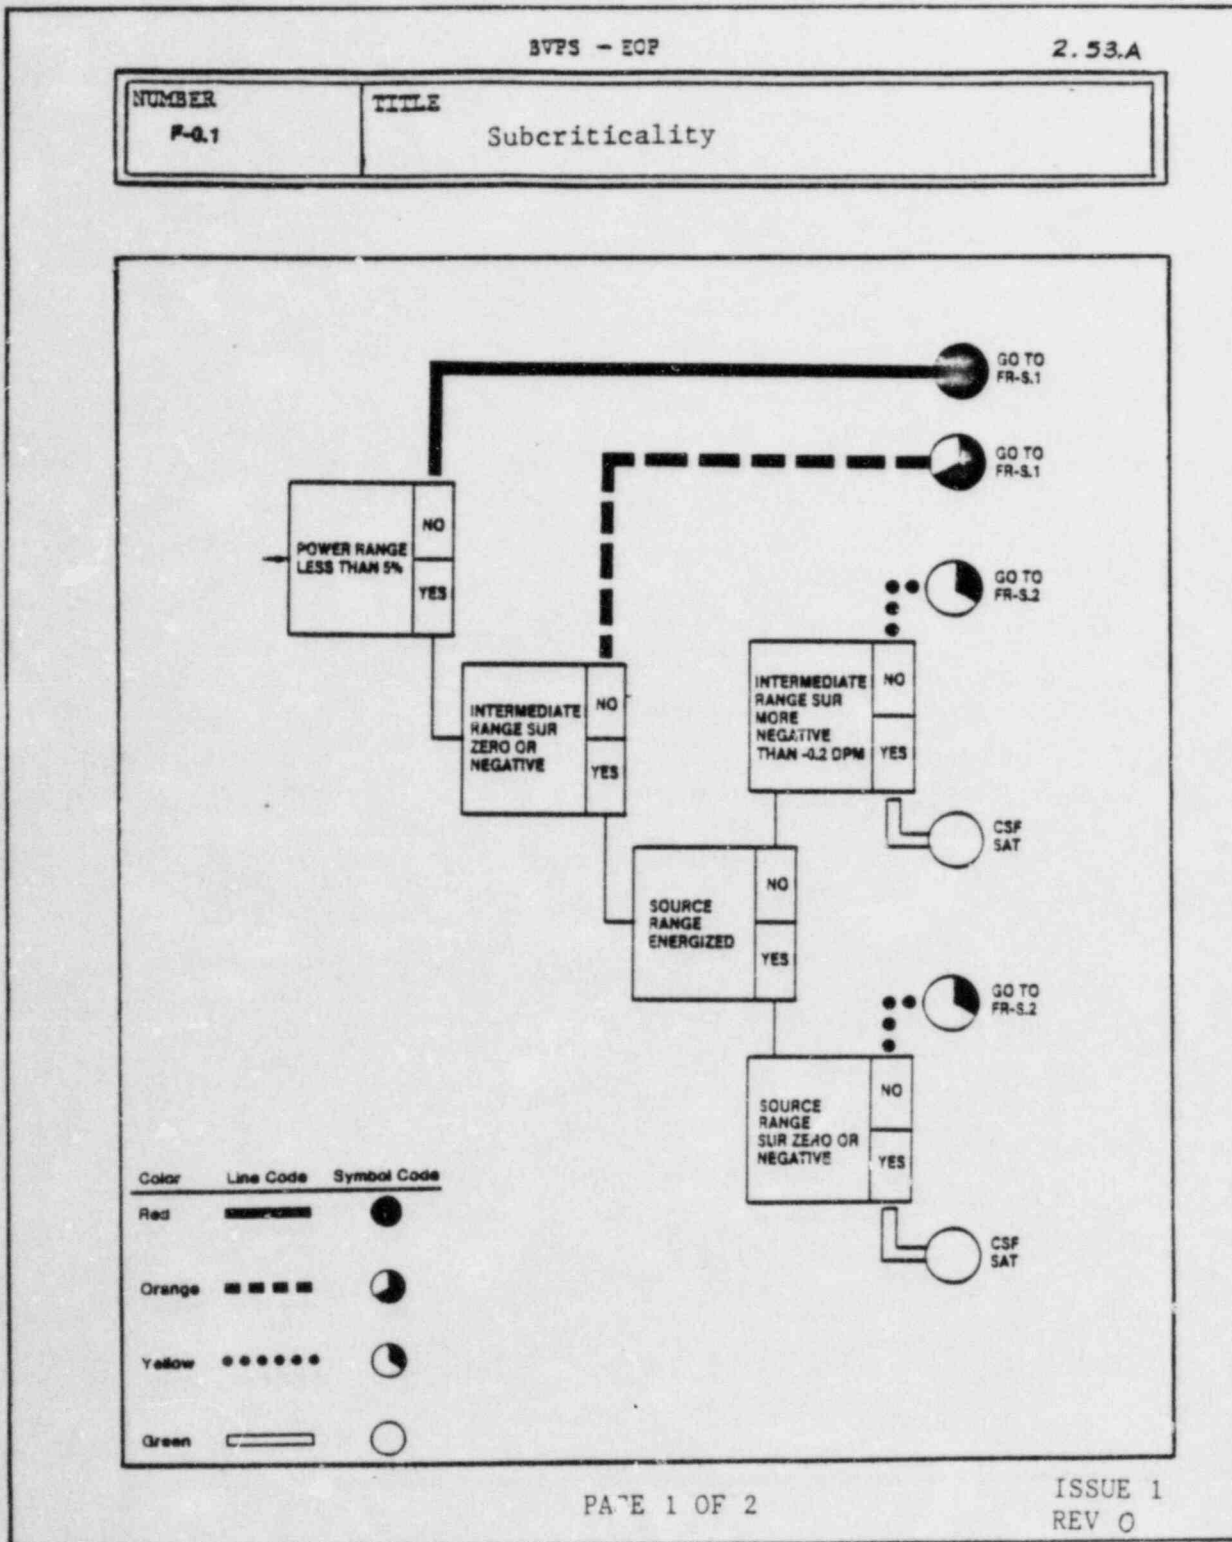 BVPS - EOP
2.53.A
NUMBER
F-0.1
TITLE
Subcriticality
GO TO
FR-S.1
GO TO
FR-S.1
NO
POWER RANGE
LESS THAN 5%
YES
GO TO
FR-S.2
INTERMEDIATE
RANGE SUR
ZERO OR
NEGATIVE
NO
YES
INTERMEDIATE
RANGE SUR
MORE
NEGATIVE
THAN -0.2 DPM
NO
YES
CSF
SAT
SOURCE
RANGE
ENERGIZED
NO
YES
GO TO
FR-S.2
SOURCE
RANGE
SUR ZERO OR
NEGATIVE
NO
YES
CSF
SAT
Color Line Code Symbol Code
Red
Orange
Yellow
Green
PAGE 1 OF 2
ISSUE 1
REV 0